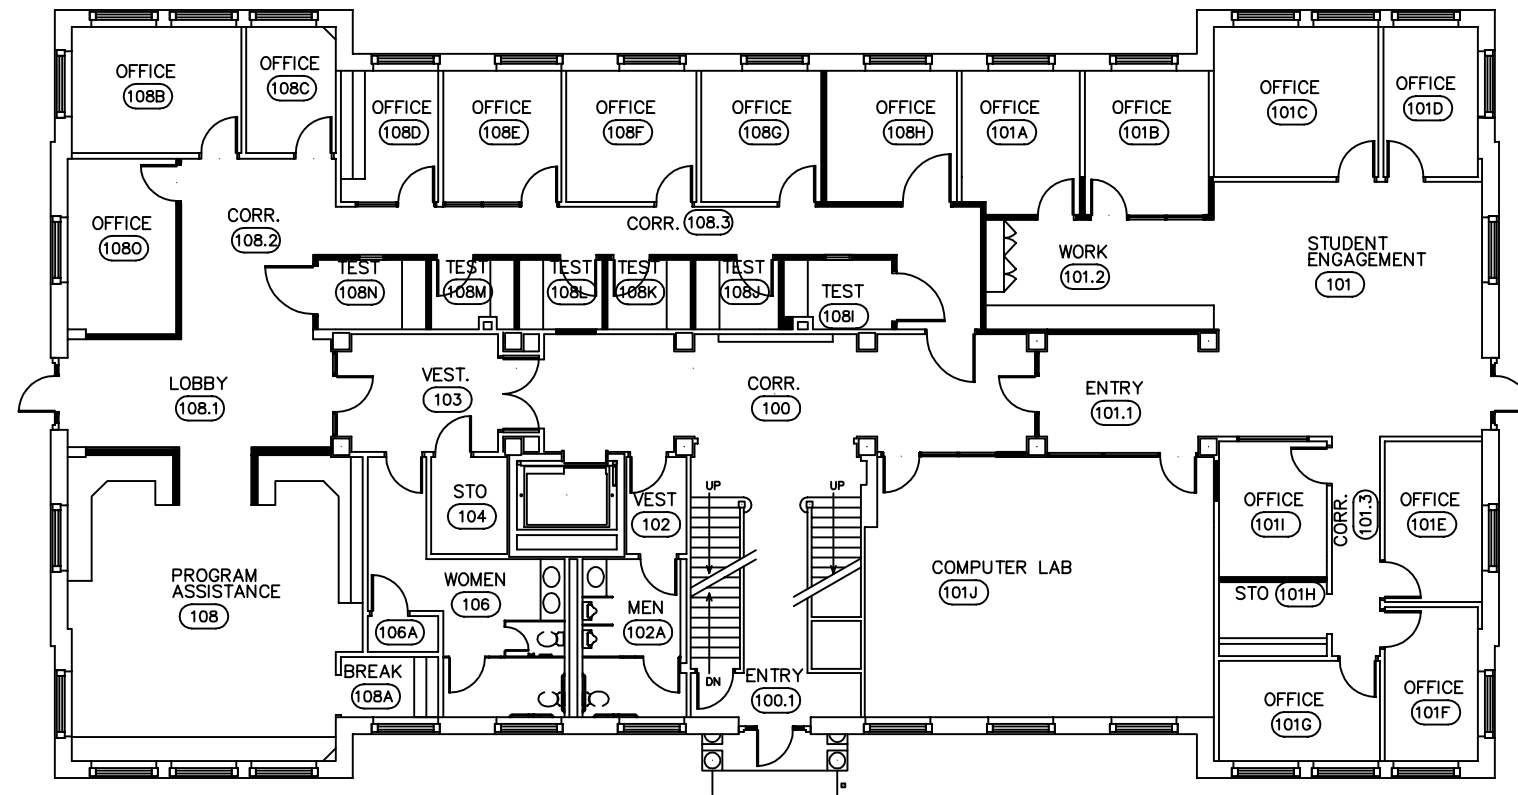 OFFICE
108B
OFFICE
108C
OFFICE
108D
OFFICE
108E
OFFICE
108F
OFFICE
108G
OFFICE
108H
OFFICE
101A
OFFICE
101B
OFFICE
101C
OFFICE
101D
OFFICE
108O
CORR.
108.2
CORR. 108.3
TEST
108N
TEST
108M
TEST
108L
TEST
108K
TEST
108J
TEST
108I
WORK
101.2
STUDENT
ENGAGEMENT
101
LOBBY
108.1
VEST.
103
CORR.
100
ENTRY
101.1
STO
104
VEST
102
UP
UP
OFFICE
101I
CORR.
101.3
OFFICE
101E
PROGRAM
ASSISTANCE
108
WOMEN
106
MEN
102A
COMPUTER LAB
101J
STO 101H
106A
BREAK
108A
DN
ENTRY
100.1
OFFICE
101G
OFFICE
101F